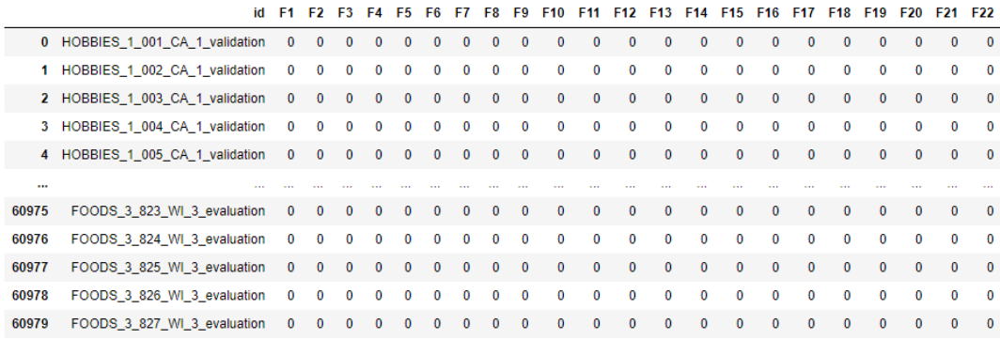 id F1 F2 F3 F4 F5 F6 F7 F8 F9 F10 F11 F12 F13 F14 F15 F16 F17 F18 F19 F20 F21 F22
0 HOBBIES_1_001_CA_1_validation 0 0 0 0 0 0 0 0 0 0 0 0 0 0 0 0 0 0 0 0 0 0
1 HOBBIES_1_002_CA_1_validation 0 0 0 0 0 0 0 0 0 0 0 0 0 0 0 0 0 0 0 0 0 0
2 HOBBIES_1_003_CA_1_validation 0 0 0 0 0 0 0 0 0 0 0 0 0 0 0 0 0 0 0 0 0 0
3 HOBBIES_1_004_CA_1_validation 0 0 0 0 0 0 0 0 0 0 0 0 0 0 0 0 0 0 0 0 0 0
4 HOBBIES_1_005_CA_1_validation 0 0 0 0 0 0 0 0 0 0 0 0 0 0 0 0 0 0 0 0 0 0
... ... ... ... ... ... ... ... ... ... ... ... ... ... ... ... ... ... ... ... ... ... ... ...
60975 FOODS_3_823_WI_3_evaluation 0 0 0 0 0 0 0 0 0 0 0 0 0 0 0 0 0 0 0 0 0 0
60976 FOODS_3_824_WI_3_evaluation 0 0 0 0 0 0 0 0 0 0 0 0 0 0 0 0 0 0 0 0 0 0
60977 FOODS_3_825_WI_3_evaluation 0 0 0 0 0 0 0 0 0 0 0 0 0 0 0 0 0 0 0 0 0 0
60978 FOODS_3_826_WI_3_evaluation 0 0 0 0 0 0 0 0 0 0 0 0 0 0 0 0 0 0 0 0 0 0
60979 FOODS_3_827_WI_3_evaluation 0 0 0 0 0 0 0 0 0 0 0 0 0 0 0 0 0 0 0 0 0 0